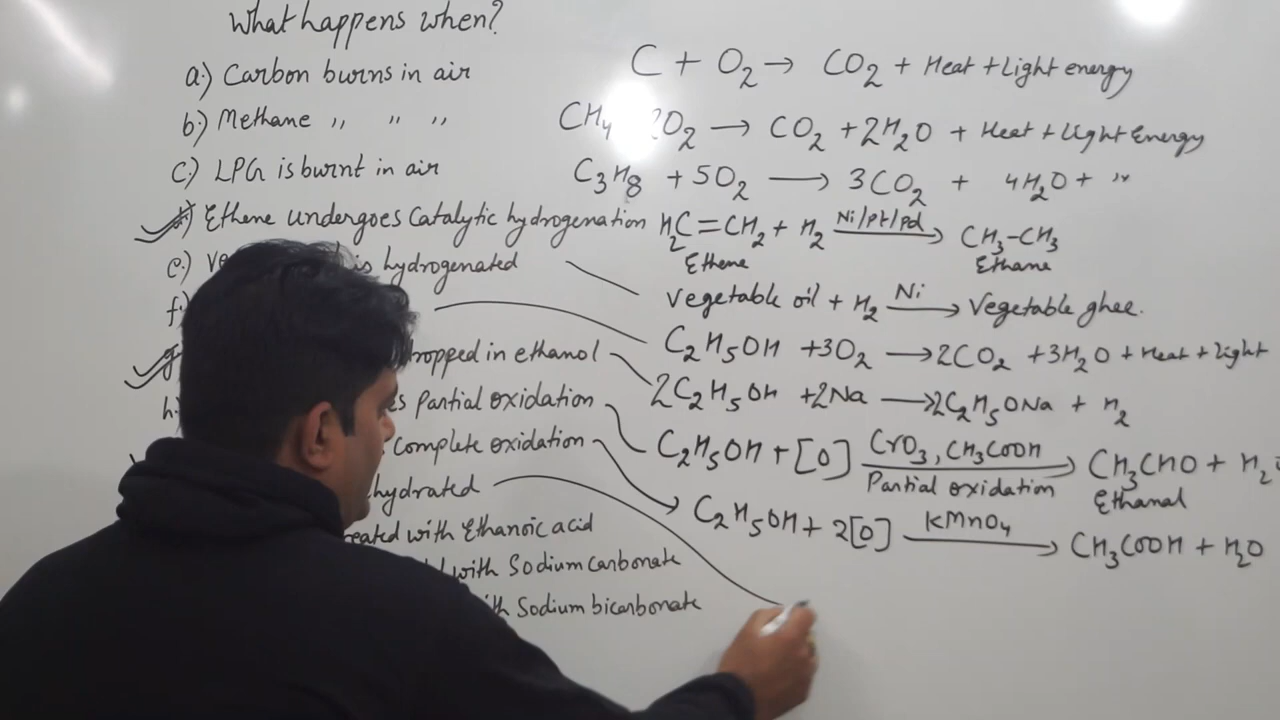 What happens when?
a.) Carbon burns in air C + O₂ → CO₂ + Heat + Light energy
b.) Methane ,, ,, ,, CH₄ 2O₂ → CO₂ + 2H₂O + Heat + Light Energy
C.) LPG is burnt in air C₃H₈ + 5O₂ → 3CO₂ + 4H₂O + ,,
d.) Ethene undergoes Catalytic hydrogenation H₂C=CH₂ + H₂ Ni/Pt/Pd → CH₃-CH₃
Ethene Ethane
e.) is hydrogenated Vegetable oil + H₂ Ni → Vegetable ghee.
f.) C₂H₅OH + 3O₂ → 2CO₂ + 3H₂O + Heat + Light
g ropped in ethanol 2C₂H₅OH + 2Na → 2C₂H₅ONa + H₂
h. s Partial oxidation C₂H₅OH + [O] CrO₃, CH₃COOH → CH₃CHO + H₂O
Partial oxidation Ethanal
Complete oxidation C₂H₅OH + 2[O] KMnO₄ → CH₃COOH + H₂O
hydrated
reated with Ethanoic acid
with Sodium Carbonate
ith Sodium bicarbonate